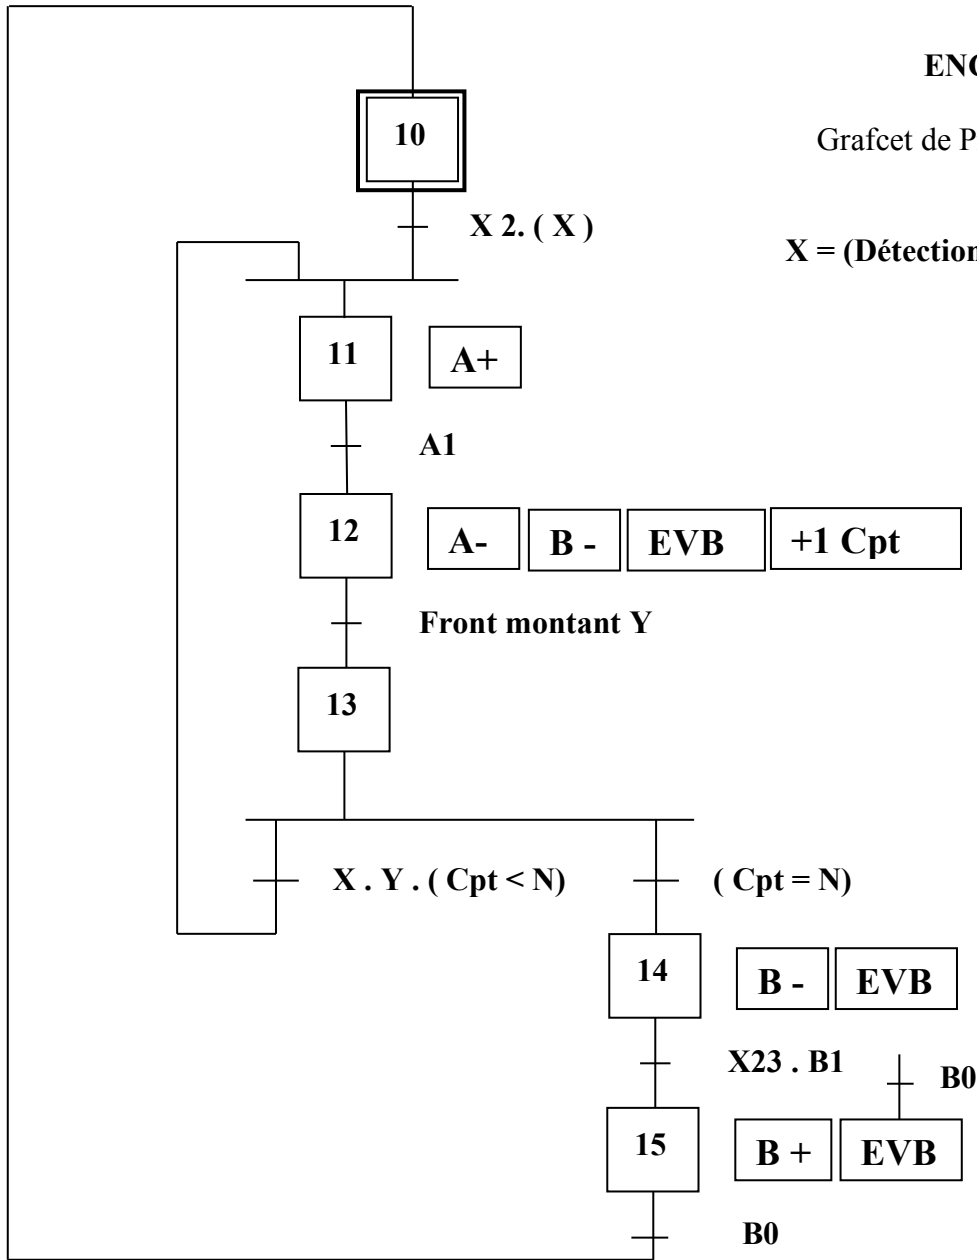 ENC
10
Grafcet de P
X 2. ( X )
X = (Détection
11
A+
A1
12
A-
B -
EVB
+1 Cpt
Front montant Y
13
X . Y . ( Cpt < N)
( Cpt = N)
14
B -
EVB
X23 . B1
B0
15
B +
EVB
B0